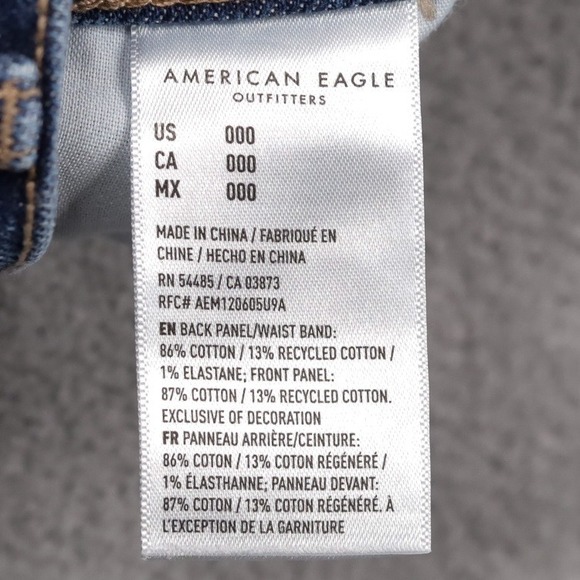 AMERICAN EAGLE
OUTFITTERS
US 000
CA 000
MX 000
MADE IN CHINA / FABRIQUÉ EN
CHINE / HECHO EN CHINA
RN 54485 / CA 03873
RFC# AEM120605U9A
EN BACK PANEL/WAIST BAND:
86% COTTON / 13% RECYCLED COTTON /
1% ELASTANE; FRONT PANEL:
87% COTTON / 13% RECYCLED COTTON.
EXCLUSIVE OF DECORATION
FR PANNEAU ARRIÈRE/CEINTURE:
86% COTON / 13% COTON RÉGÉNÉRÉ /
1% ÉLASTHANNE; PANNEAU DEVANT:
87% COTON / 13% COTON RÉGÉNÉRÉ. À
L'EXCEPTION DE LA GARNITURE